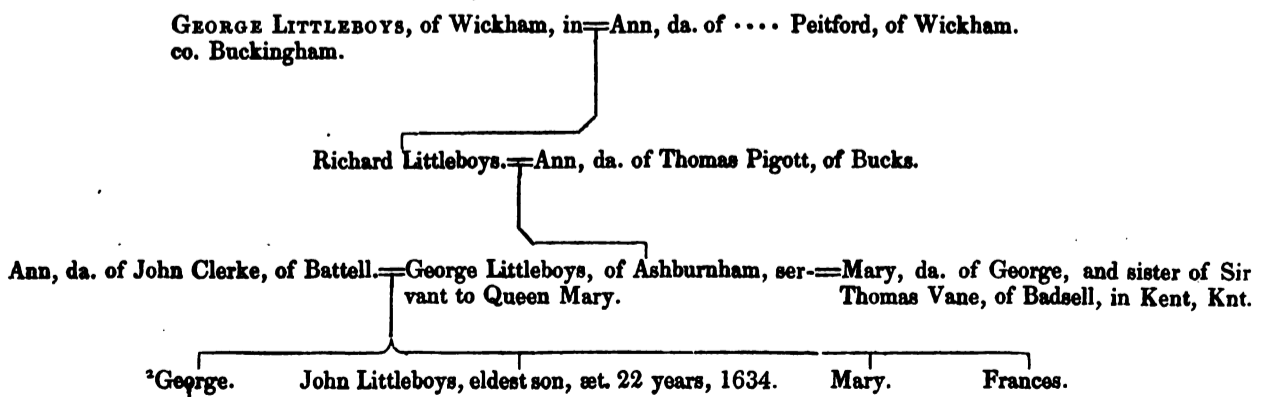 GEORGE LITTLEBOYS, of Wickham, in=Ann, da. of .... Peitford, of Wickham.
co. Buckingham.
Richard Littleboys.=Ann, da. of Thomas Pigott, of Bucks.
Ann, da. of John Clerke, of Battell.=George Littleboys, of Ashburnham, ser-=Mary, da. of George, and sister of Sir
vant to Queen Mary. Thomas Vane, of Badsell, in Kent, Knt.
²George. John Littleboys, eldest son, æt. 22 years, 1634. Mary. Frances.